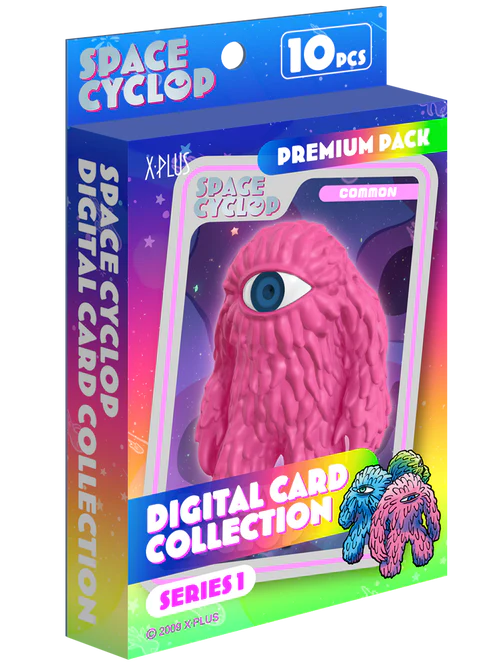 SPACE
CYCLOP
10PCS
PREMIUM PACK
X·PLUS
SPACE
CYCLOP
COMMON
SPACE CYCLOP
DIGITAL CARD COLLECTION
DIGITAL CARD
COLLECTION
SERIES 1
© 2009 X·PLUS